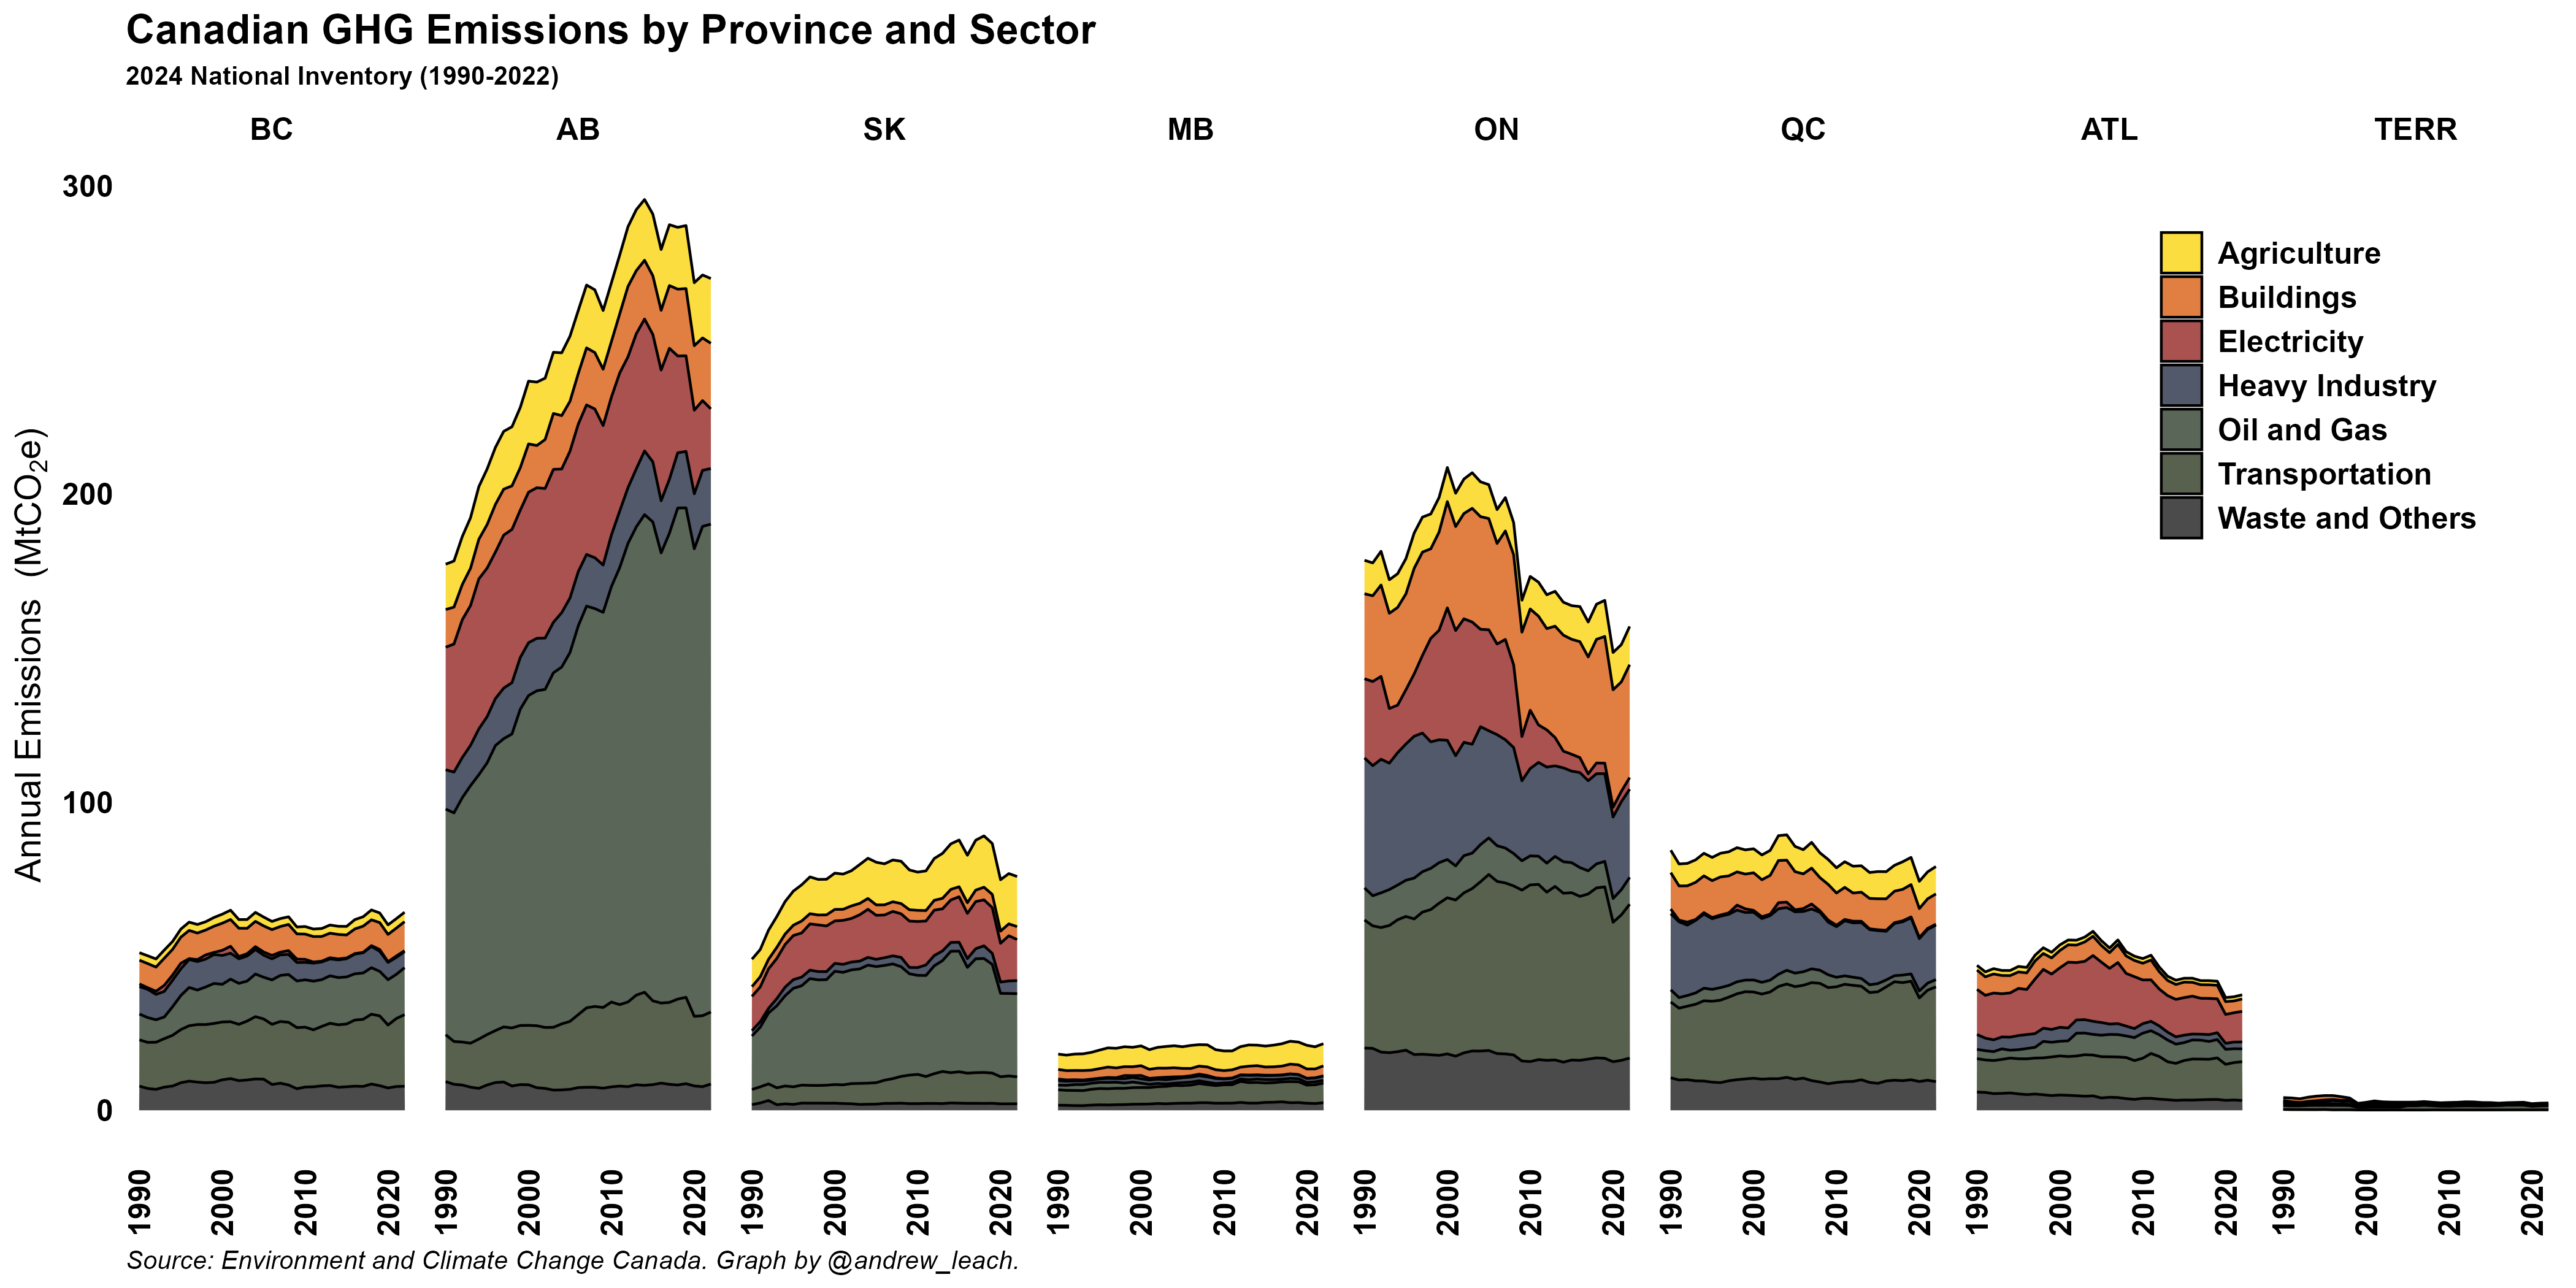 Canadian GHG Emissions by Province and Sector
2024 National Inventory (1990-2022)
BC AB SK MB ON QC ATL TERR
300
200
100
0
Annual Emissions (MtCO₂e)
Agriculture
Buildings
Electricity
Heavy Industry
Oil and Gas
Transportation
Waste and Others
1990 2000 2010 2020 1990 2000 2010 2020 1990 2000 2010 2020 1990 2000 2010 2020 1990 2000 2010 2020 1990 2000 2010 2020 1990 2000 2010 2020 1990 2000 2010 2020
Source: Environment and Climate Change Canada. Graph by @andrew_leach.